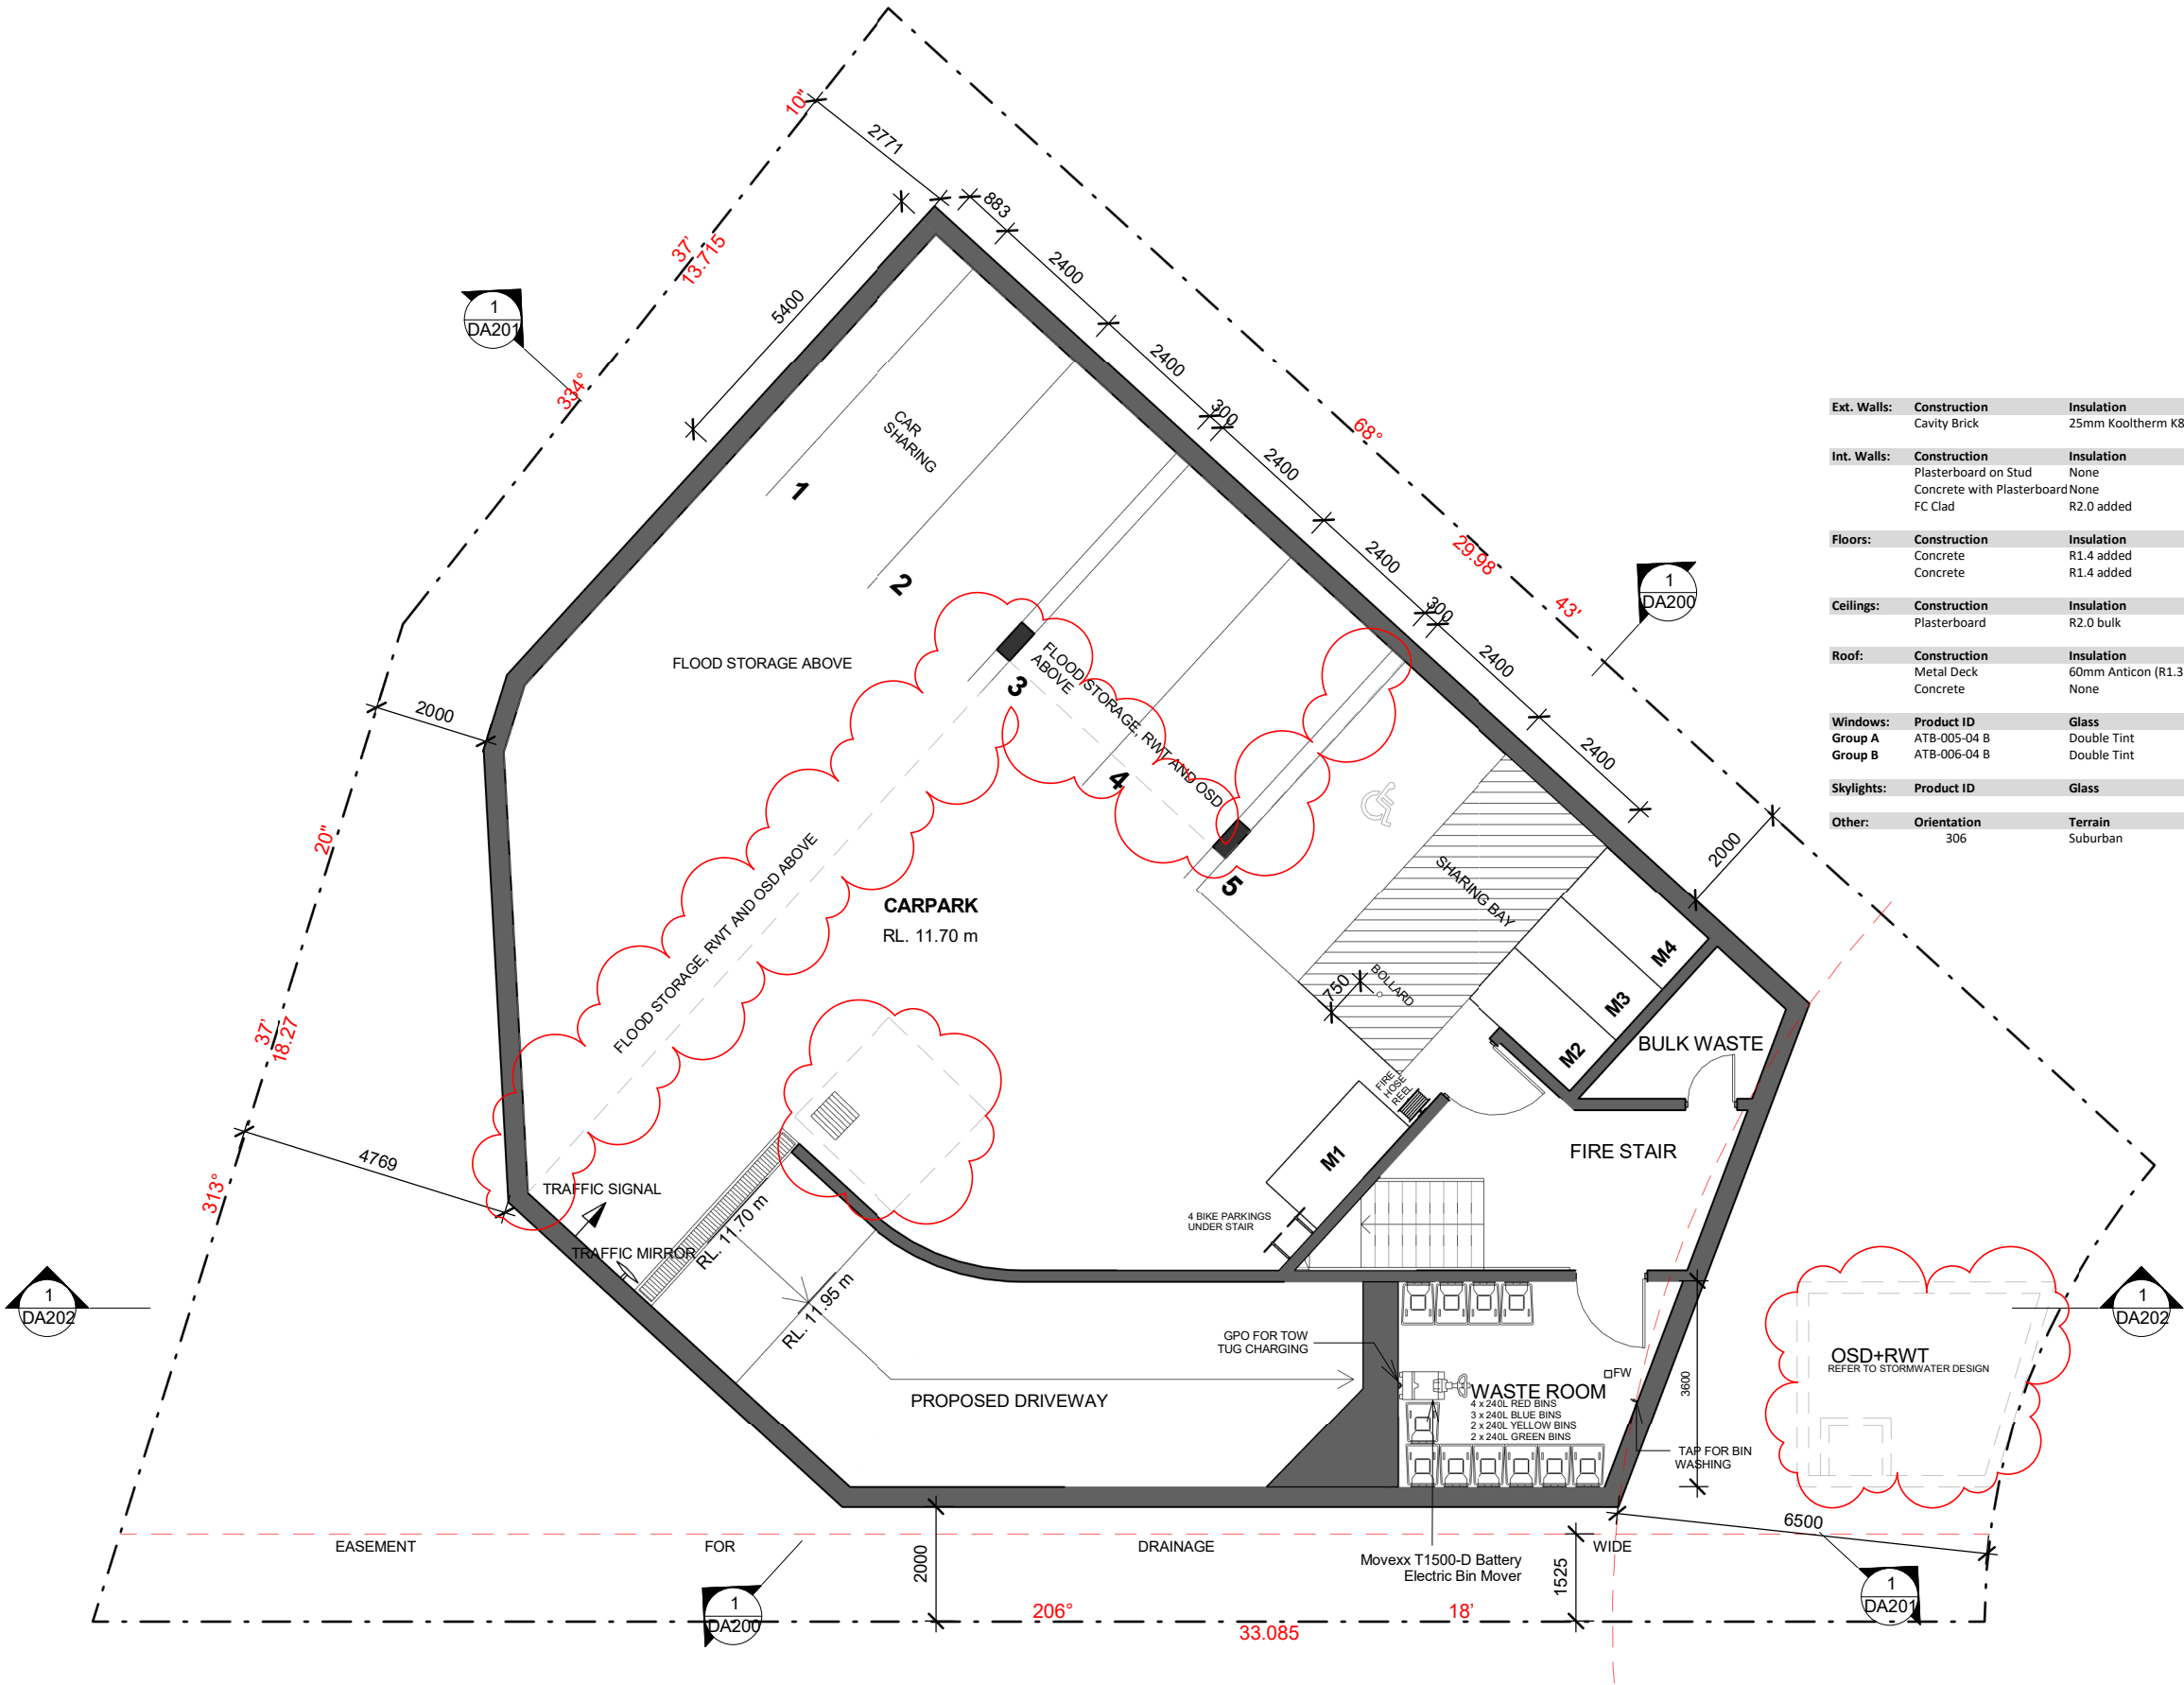 10"
2771
883
37'
13.715
2400
5400
1
DA201
2400
334°
300
68°
CAR
SHARING
2400
1
2400
29.98
2
43'
1
DA200
300
FLOOD STORAGE ABOVE
FLOOD STORAGE, RWT AND OSD
ABOVE
2400
3
2000
2400
4
20"
FLOOD STORAGE, RWT AND OSD ABOVE
CARPARK
RL. 11.70 m
5
SHARING BAY
2000
750
BOLLARD
M4
M3
M2
BULK WASTE
37'
18.27
FIRE
HOSE
REEL
M1
FIRE STAIR
4769
313°
TRAFFIC SIGNAL
TRAFFIC MIRROR
RL. 11.70 m
RL. 11.95 m
4 BIKE PARKINGS
UNDER STAIR
1
DA202
1
DA202
GPO FOR TOW
TUG CHARGING
PROPOSED DRIVEWAY
FW
WASTE ROOM
4 x 240L RED BINS
3 x 240L BLUE BINS
2 x 240L YELLOW BINS
2 x 240L GREEN BINS
3600
OSD+RWT
REFER TO STORMWATER DESIGN
TAP FOR BIN
WASHING
6500
EASEMENT FOR DRAINAGE WIDE
2000
Movexx T1500-D Battery
Electric Bin Mover
1525
1
DA200
206° 18'
33.085
1
DA201
Ext. Walls: Construction Insulation
Cavity Brick 25mm Kooltherm K8
Int. Walls: Construction Insulation
Plasterboard on Stud None
Concrete with Plasterboard None
FC Clad R2.0 added
Floors: Construction Insulation
Concrete R1.4 added
Concrete R1.4 added
Ceilings: Construction Insulation
Plasterboard R2.0 bulk
Roof: Construction Insulation
Metal Deck 60mm Anticon (R1.3
Concrete None
Windows: Product ID Glass
Group A ATB-005-04 B Double Tint
Group B ATB-006-04 B Double Tint
Skylights: Product ID Glass
Other: Orientation Terrain
306 Suburban